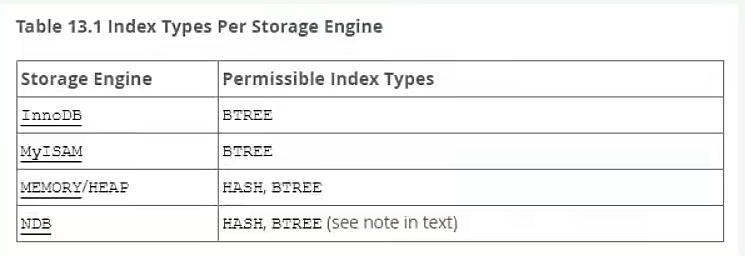 Table 13.1 Index Types Per Storage Engine
Storage Engine Permissible Index Types
InnoDB BTREE
MyISAM BTREE
MEMORY/HEAP HASH, BTREE
NDB HASH, BTREE (see note in text)